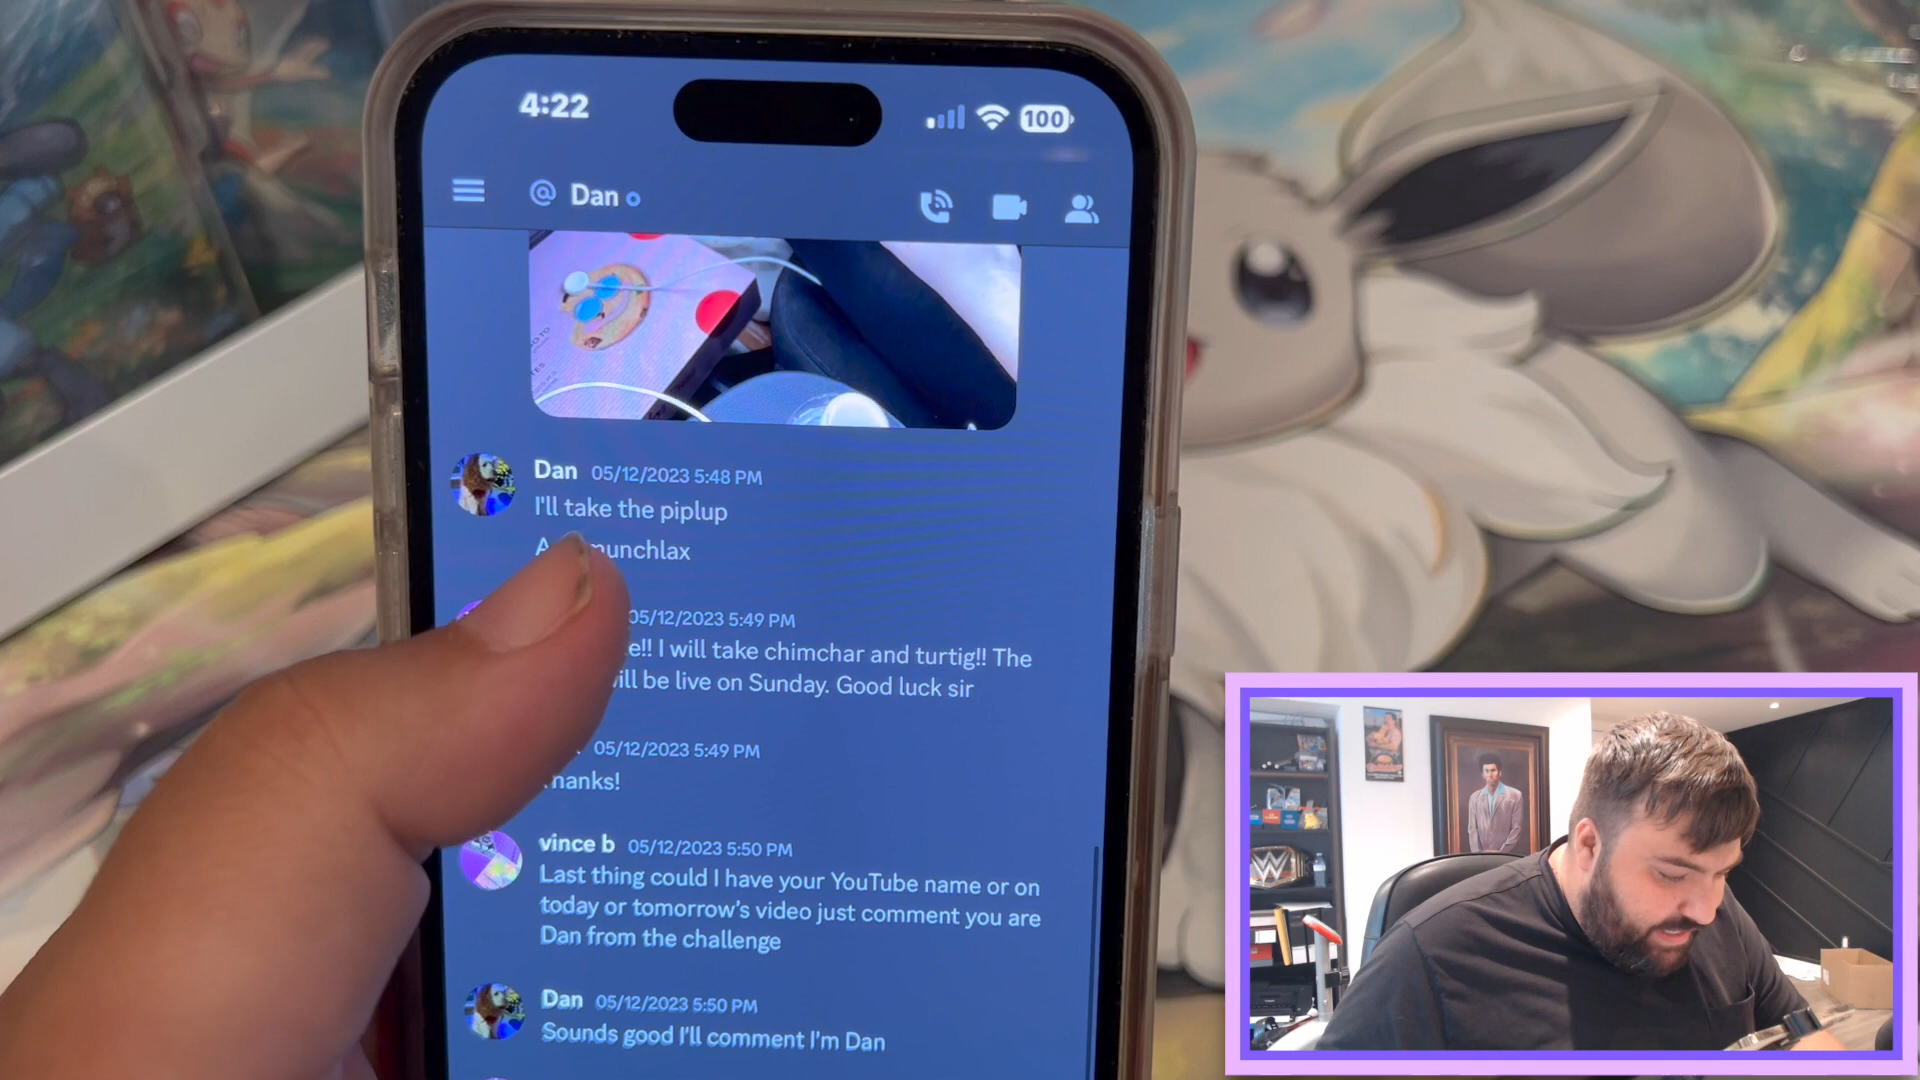 4:22
100
@ Dan
Dan 05/12/2023 5:48 PM
I'll take the piplup
munchlax
05/12/2023 5:49 PM
I will take chimchar and turtig!! The
be live on Sunday. Good luck sir
05/12/2023 5:49 PM
vince b 05/12/2023 5:50 PM
Last thing could I have your YouTube name or on
today or tomorrow's video just comment you are
Dan from the challenge
Dan 05/12/2023 5:50 PM
Sounds good I'll comment I'm Dan
W